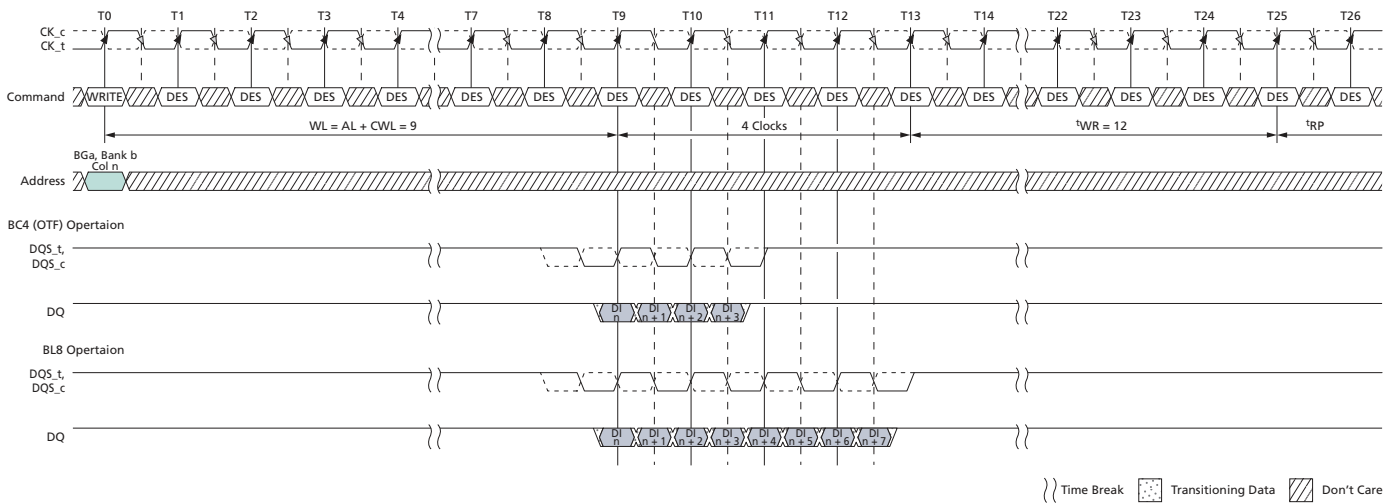 T0 T1 T2 T3 T4 T7 T8 T9 T10 T11 T12 T13 T14 T22 T23 T24 T25 T26
CK_c
CK_t
Command WRITE DES DES DES DES DES DES DES DES DES DES DES DES DES DES DES DES DES
WL = AL + CWL = 9 4 Clocks tWR = 12 tRP
BGa, Bank b
Col n
Address
BC4 (OTF) Opertaion
DQS_t,
DQS_c
DQ DI n DI n + 1 DI n + 2 DI n + 3
BL8 Opertaion
DQS_t,
DQS_c
DQ DI n DI n + 1 DI n + 2 DI n + 3 DI n + 4 DI n + 5 DI n + 6 DI n + 7
Time Break Transitioning Data Don't Care